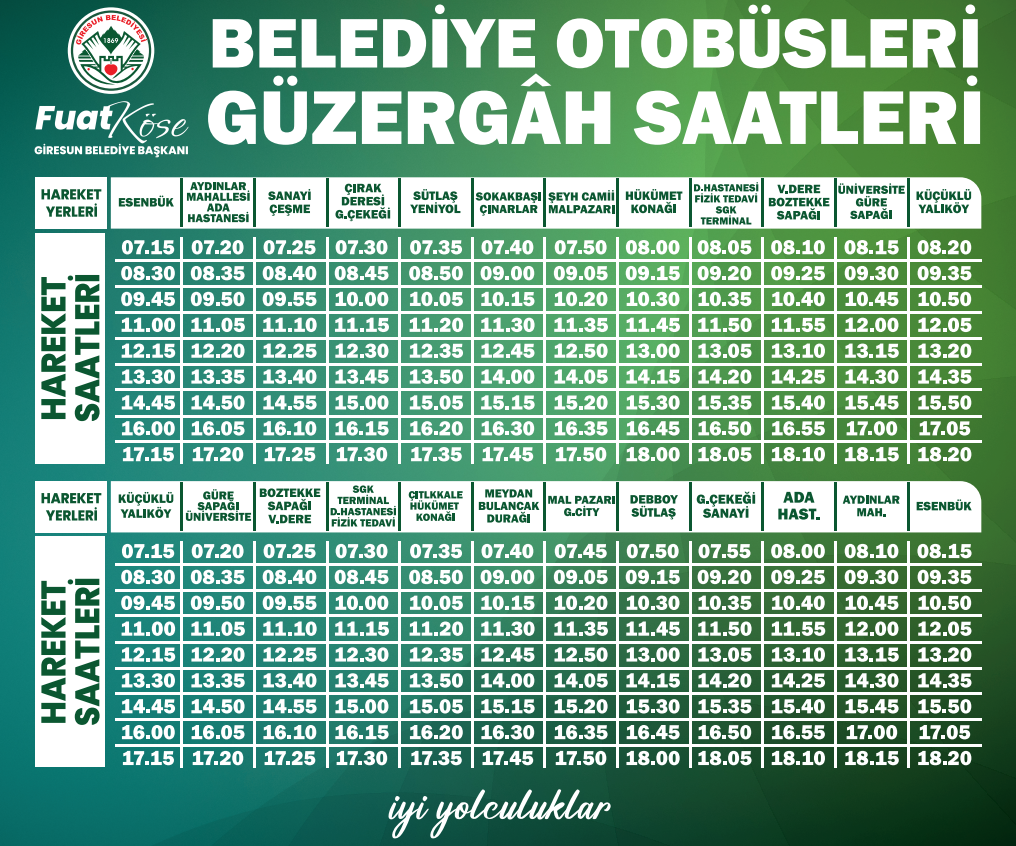 GİRESUN BELEDİYESİ
1869
Fuat Köse
GİRESUN BELEDİYE BAŞKANI
BELEDİYE OTOBÜSLERİ
GÜZERGÂH SAATLERİ
HAREKET YERLERİ | ESENBÜK | AYDINLAR MAHALLESİ ADA HASTANESİ | SANAYİ ÇEŞME | ÇIRAK DERESİ G.ÇEKEĞİ | SÜTLAŞ YENİYOL | SOKAKBAŞI ÇINARLAR | ŞEYH CAMİİ MALPAZARI | HÜKÜMET KONAĞI | D.HASTANESİ FİZİK TEDAVİ SGK TERMİNAL | V.DERE BOZTEKKE SAPAĞI | ÜNİVERSİTE GÜRE SAPAĞI | KÜÇÜKLÜ YALIKÖY
HAREKET SAATLERİ
07.15 07.20 07.25 07.30 07.35 07.40 07.50 08.00 08.05 08.10 08.15 08.20
08.30 08.35 08.40 08.45 08.50 09.00 09.05 09.15 09.20 09.25 09.30 09.35
09.45 09.50 09.55 10.00 10.05 10.15 10.20 10.30 10.35 10.40 10.45 10.50
11.00 11.05 11.10 11.15 11.20 11.30 11.35 11.45 11.50 11.55 12.00 12.05
12.15 12.20 12.25 12.30 12.35 12.45 12.50 13.00 13.05 13.10 13.15 13.20
13.30 13.35 13.40 13.45 13.50 14.00 14.05 14.15 14.20 14.25 14.30 14.35
14.45 14.50 14.55 15.00 15.05 15.15 15.20 15.30 15.35 15.40 15.45 15.50
16.00 16.05 16.10 16.15 16.20 16.30 16.35 16.45 16.50 16.55 17.00 17.05
17.15 17.20 17.25 17.30 17.35 17.45 17.50 18.00 18.05 18.10 18.15 18.20
HAREKET YERLERİ | KÜÇÜKLÜ YALIKÖY | GÜRE SAPAĞI ÜNİVERSİTE | BOZTEKKE SAPAĞI V.DERE | SGK TERMİNAL D.HASTANESİ FİZİK TEDAVİ | ÇITLKKALE HÜKÜMET KONAĞI | MEYDAN BULANCAK DURAĞI | MAL PAZARI G.CITY | DEBBOY SÜTLAŞ | G.ÇEKEĞİ SANAYİ | ADA HAST. | AYDINLAR MAH. | ESENBÜK
HAREKET SAATLERİ
07.15 07.20 07.25 07.30 07.35 07.40 07.45 07.50 07.55 08.00 08.10 08.15
08.30 08.35 08.40 08.45 08.50 09.00 09.05 09.15 09.20 09.25 09.30 09.35
09.45 09.50 09.55 10.00 10.05 10.15 10.20 10.30 10.35 10.40 10.45 10.50
11.00 11.05 11.10 11.15 11.20 11.30 11.35 11.45 11.50 11.55 12.00 12.05
12.15 12.20 12.25 12.30 12.35 12.45 12.50 13.00 13.05 13.10 13.15 13.20
13.30 13.35 13.40 13.45 13.50 14.00 14.05 14.15 14.20 14.25 14.30 14.35
14.45 14.50 14.55 15.00 15.05 15.15 15.20 15.30 15.35 15.40 15.45 15.50
16.00 16.05 16.10 16.15 16.20 16.30 16.35 16.45 16.50 16.55 17.00 17.05
17.15 17.20 17.25 17.30 17.35 17.45 17.50 18.00 18.05 18.10 18.15 18.20
iyi yolculuklar